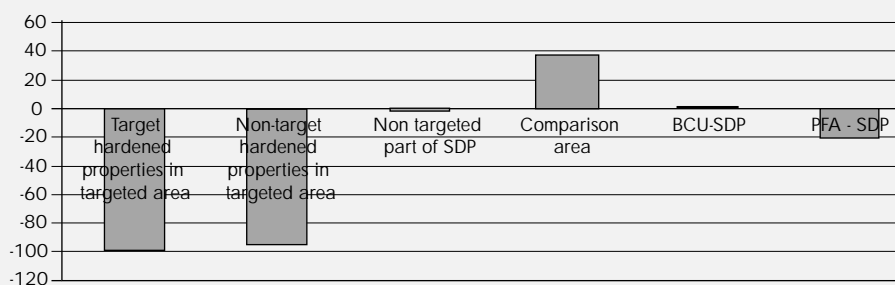 60
40
20
0
-20
-40
-60
-80
-100
-120
Target
hardened
properties in
targeted area
Non-target
hardened
properties in
targeted area
Non targeted
part of SDP
Comparison
area
BCU-SDP
PFA - SDP